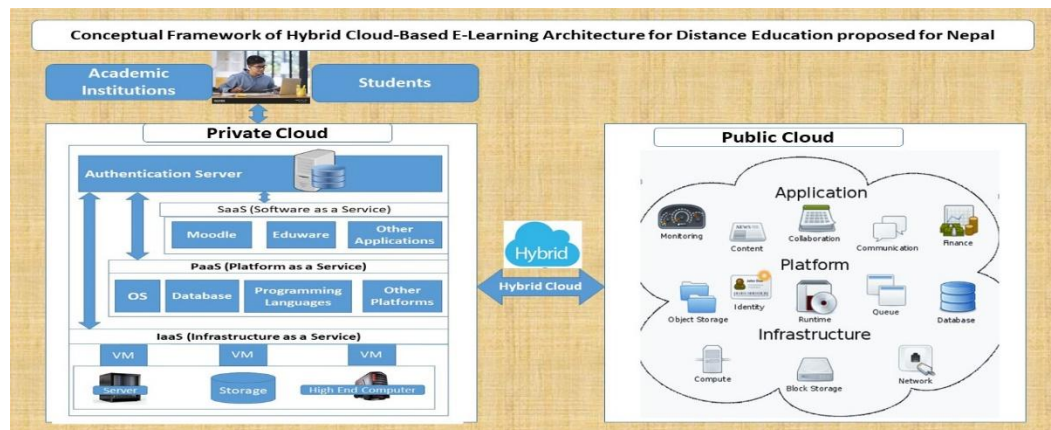 Conceptual Framework of Hybrid Cloud-Based E-Learning Architecture for Distance Education proposed for Nepal
Academic
Institutions
Students
Private Cloud
Authentication Server
SaaS (Software as a Service)
Moodle
Eduware
Other
Applications
PaaS (Platform as a Service)
OS
Database
Programming
Languages
Other
Platforms
IaaS (Infrastructure as a Service)
VM
VM
VM
Server
Storage
High End Computer
Hybrid
Hybrid Cloud
Public Cloud
Application
Monitoring
NEWS
Content
Collaboration
Communication
Finance
Platform
Object Storage
Identity
Runtime
Queue
Database
Infrastructure
Compute
Block Storage
Network